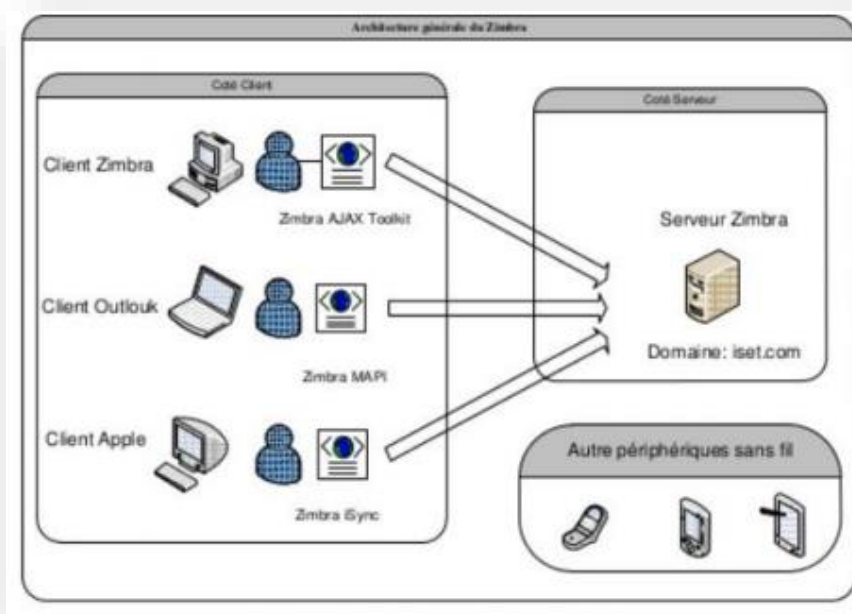 Architecture générale du Zimbra
Coté Client
Client Zimbra
Zimbra AJAX Toolkit
Client Outlouk
Zimbra MAPI
Client Apple
Zimbra iSync
Coté Serveur
Serveur Zimbra
Domaine: iset.com
Autre périphériques sans fil